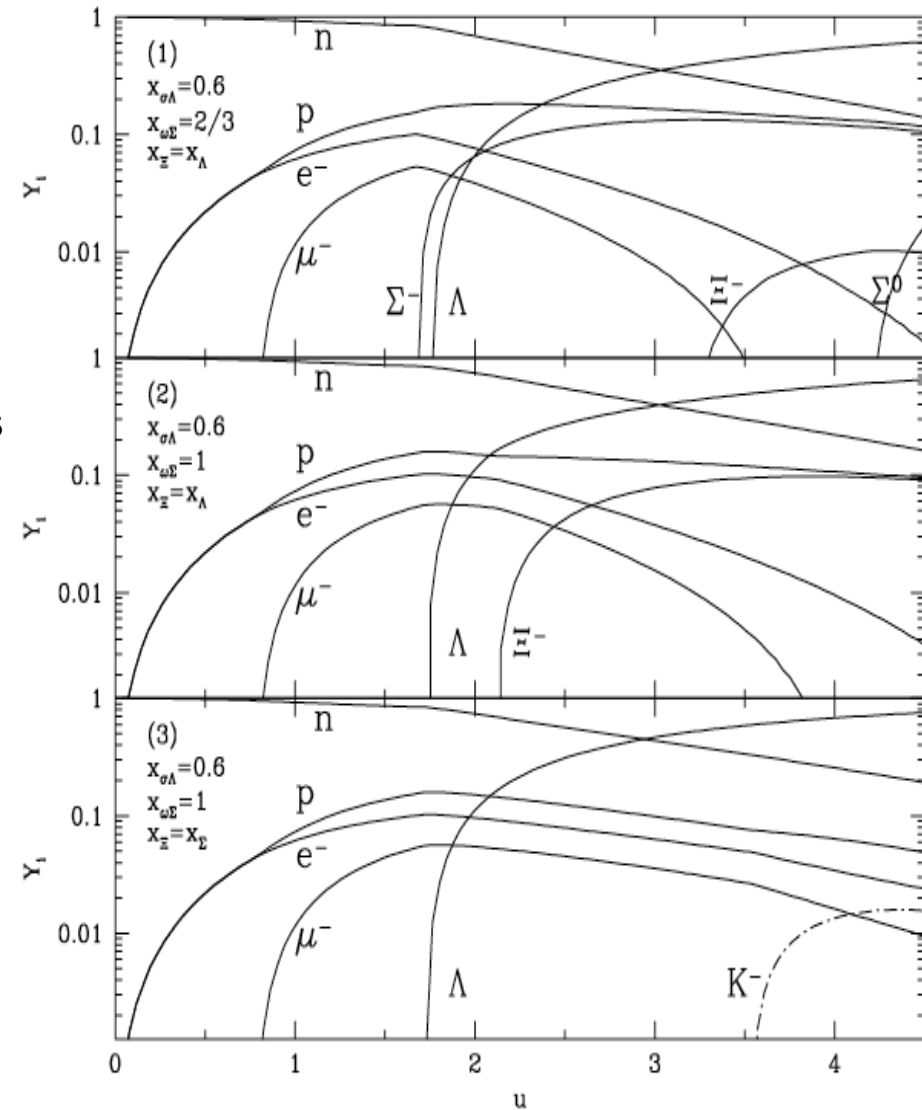 1
n
(1)
x_σΛ=0.6
x_ωΣ=2/3
x_Ξ=x_Λ
p
0.1
e⁻
Y_i
μ⁻
0.01
Σ⁻ Λ Ξ⁻ Σ⁰
1
n
(2)
x_σΛ=0.6
x_ωΣ=1
x_Ξ=x_Λ
p
0.1
e⁻
Y_i
μ⁻
0.01
Λ Ξ⁻
1
n
(3)
x_σΛ=0.6
x_ωΣ=1
x_Ξ=x_Σ
p
0.1
e⁻
Y_i
μ⁻
0.01
Λ K⁻
0 1 2 3 4
u